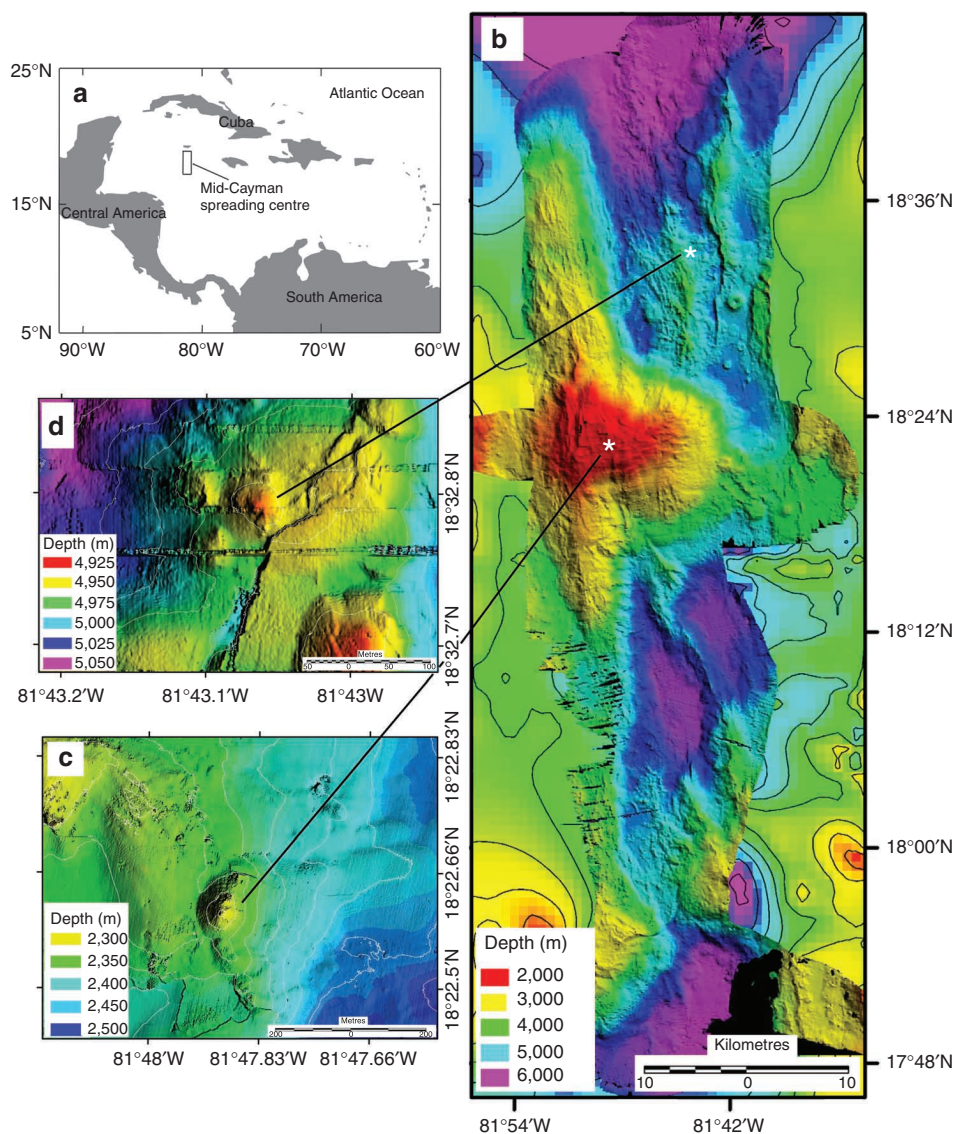 a
25°N
15°N
5°N
90°W
80°W
70°W
60°W
Atlantic Ocean
Cuba
Mid-Cayman
spreading centre
Central America
South America
b
18°36′N
18°24′N
18°12′N
18°00′N
17°48′N
81°54′W
81°42′W
Depth (m)
2,000
3,000
4,000
5,000
6,000
Kilometres
10 0 10
d
Depth (m)
4,925
4,950
4,975
5,000
5,025
5,050
Metres
50 0 50 100
18°32.8′N
18°32.7′N
81°43.2′W
81°43.1′W
81°43′W
c
Depth (m)
2,300
2,350
2,400
2,450
2,500
Metres
200 0 200
18°22.83′N
18°22.66′N
18°22.5′N
81°48′W
81°47.83′W
81°47.66′W